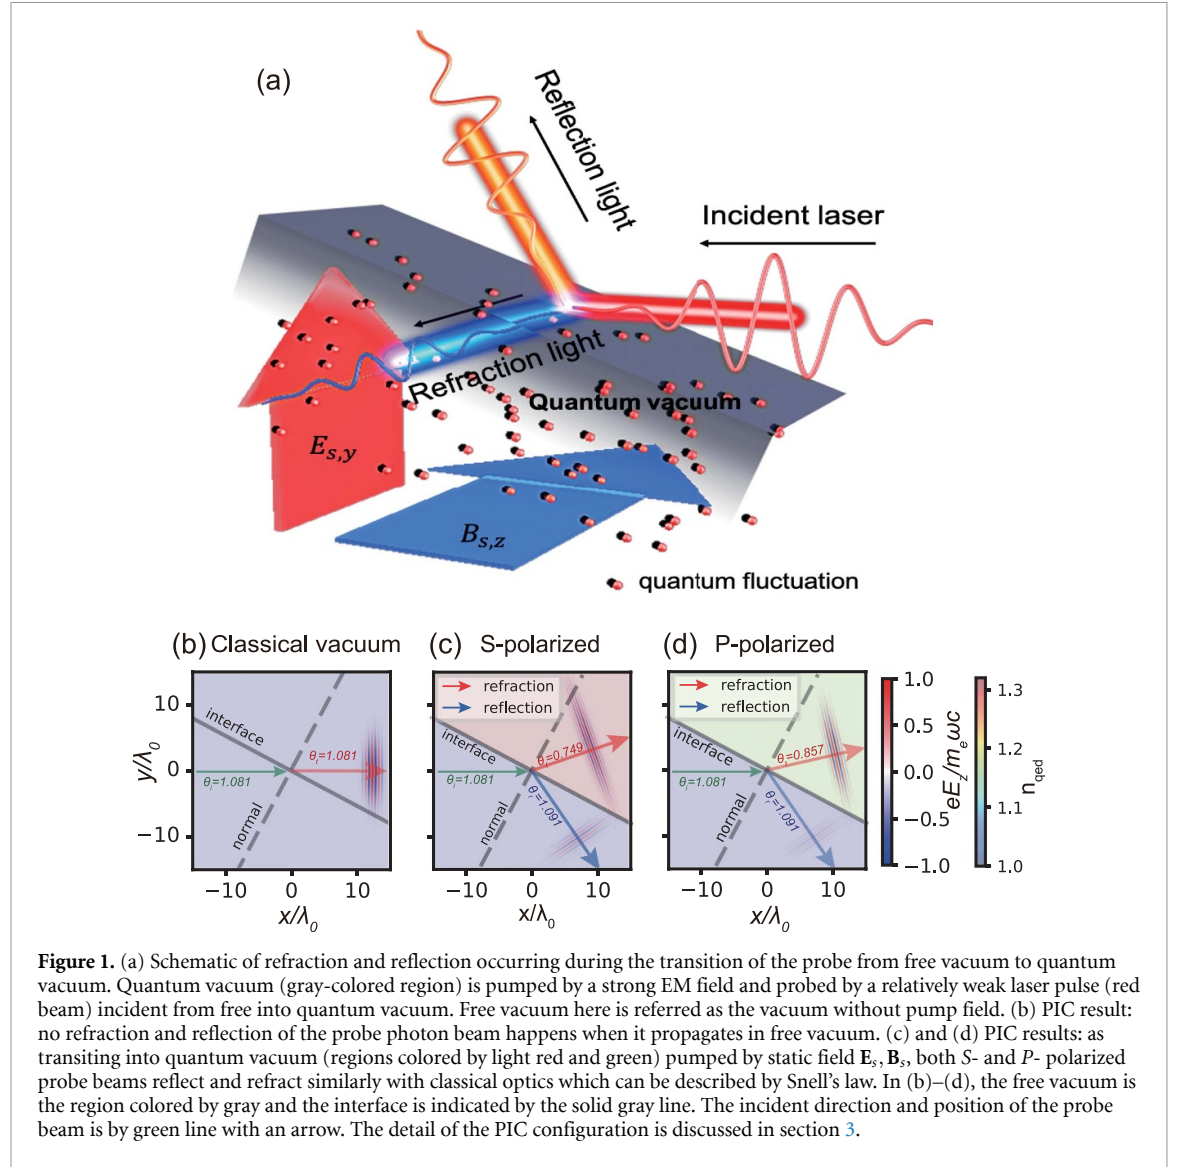 (a)
Reflection light
Incident laser
Refraction light
Quantum vacuum
E_{s,y}
B_{s,z}
quantum fluctuation
(b) Classical vacuum
(c) S-polarized
(d) P-polarized
y/λ₀
10
0
−10
interface
θₜ=1.081
θᵢ=1.081
normal
−10 0 10
x/λ₀
refraction
reflection
10
0
−10
interface
θₜ=0.749
θᵢ=1.081
θᵣ=1.091
normal
−10 0 10
x/λ₀
refraction
reflection
10
0
−10
interface
θₜ=0.857
θᵢ=1.081
θᵣ=1.091
normal
−10 0 10
x/λ₀
1.0
0.5
0.0
−0.5
−1.0
eE_z/m_eωc
1.3
1.2
1.1
1.0
n_qed
Figure 1. (a) Schematic of refraction and reflection occurring during the transition of the probe from free vacuum to quantum
vacuum. Quantum vacuum (gray-colored region) is pumped by a strong EM field and probed by a relatively weak laser pulse (red
beam) incident from free into quantum vacuum. Free vacuum here is referred as the vacuum without pump field. (b) PIC result:
no refraction and reflection of the probe photon beam happens when it propagates in free vacuum. (c) and (d) PIC results: as
transiting into quantum vacuum (regions colored by light red and green) pumped by static field Eₛ, Bₛ, both S- and P- polarized
probe beams reflect and refract similarly with classical optics which can be described by Snell's law. In (b)–(d), the free vacuum is
the region colored by gray and the interface is indicated by the solid gray line. The incident direction and position of the probe
beam is by green line with an arrow. The detail of the PIC configuration is discussed in section 3.